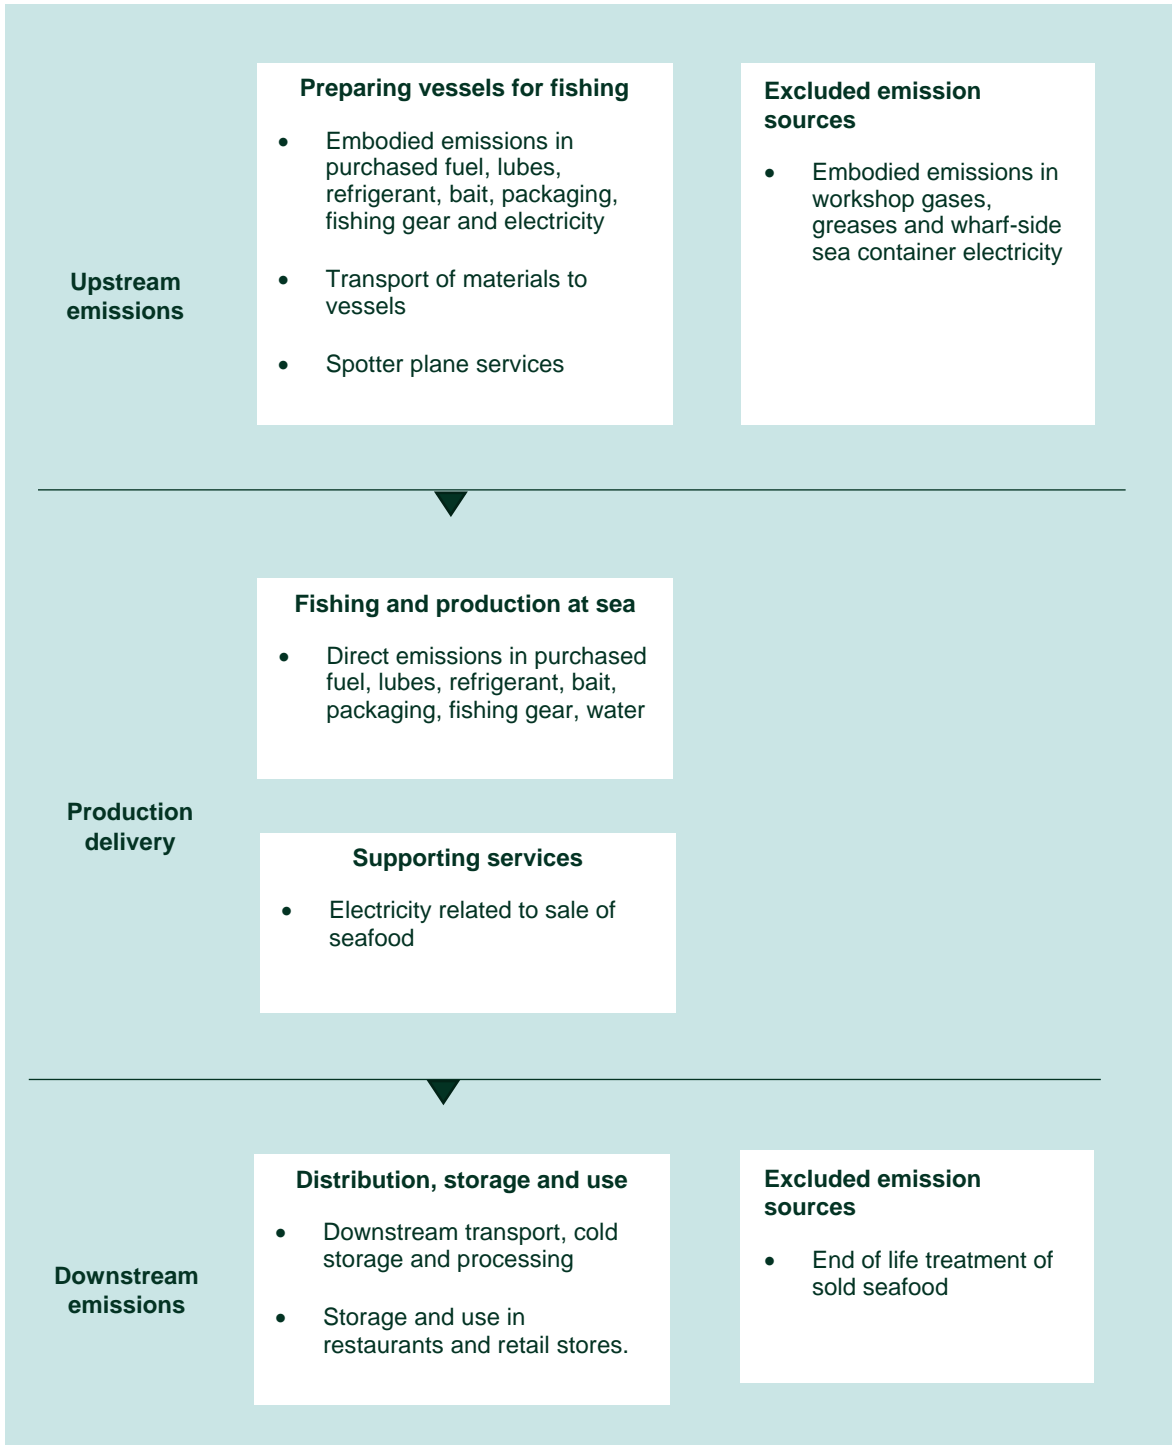 Preparing vessels for fishing
• Embodied emissions in
purchased fuel, lubes,
refrigerant, bait, packaging,
fishing gear and electricity
• Transport of materials to
vessels
• Spotter plane services
Excluded emission
sources
• Embodied emissions in
workshop gases,
greases and wharf-side
sea container electricity
Upstream
emissions
Fishing and production at sea
• Direct emissions in purchased
fuel, lubes, refrigerant, bait,
packaging, fishing gear, water
Production
delivery
Supporting services
• Electricity related to sale of
seafood
Distribution, storage and use
• Downstream transport, cold
storage and processing
• Storage and use in
restaurants and retail stores.
Excluded emission
sources
• End of life treatment of
sold seafood
Downstream
emissions